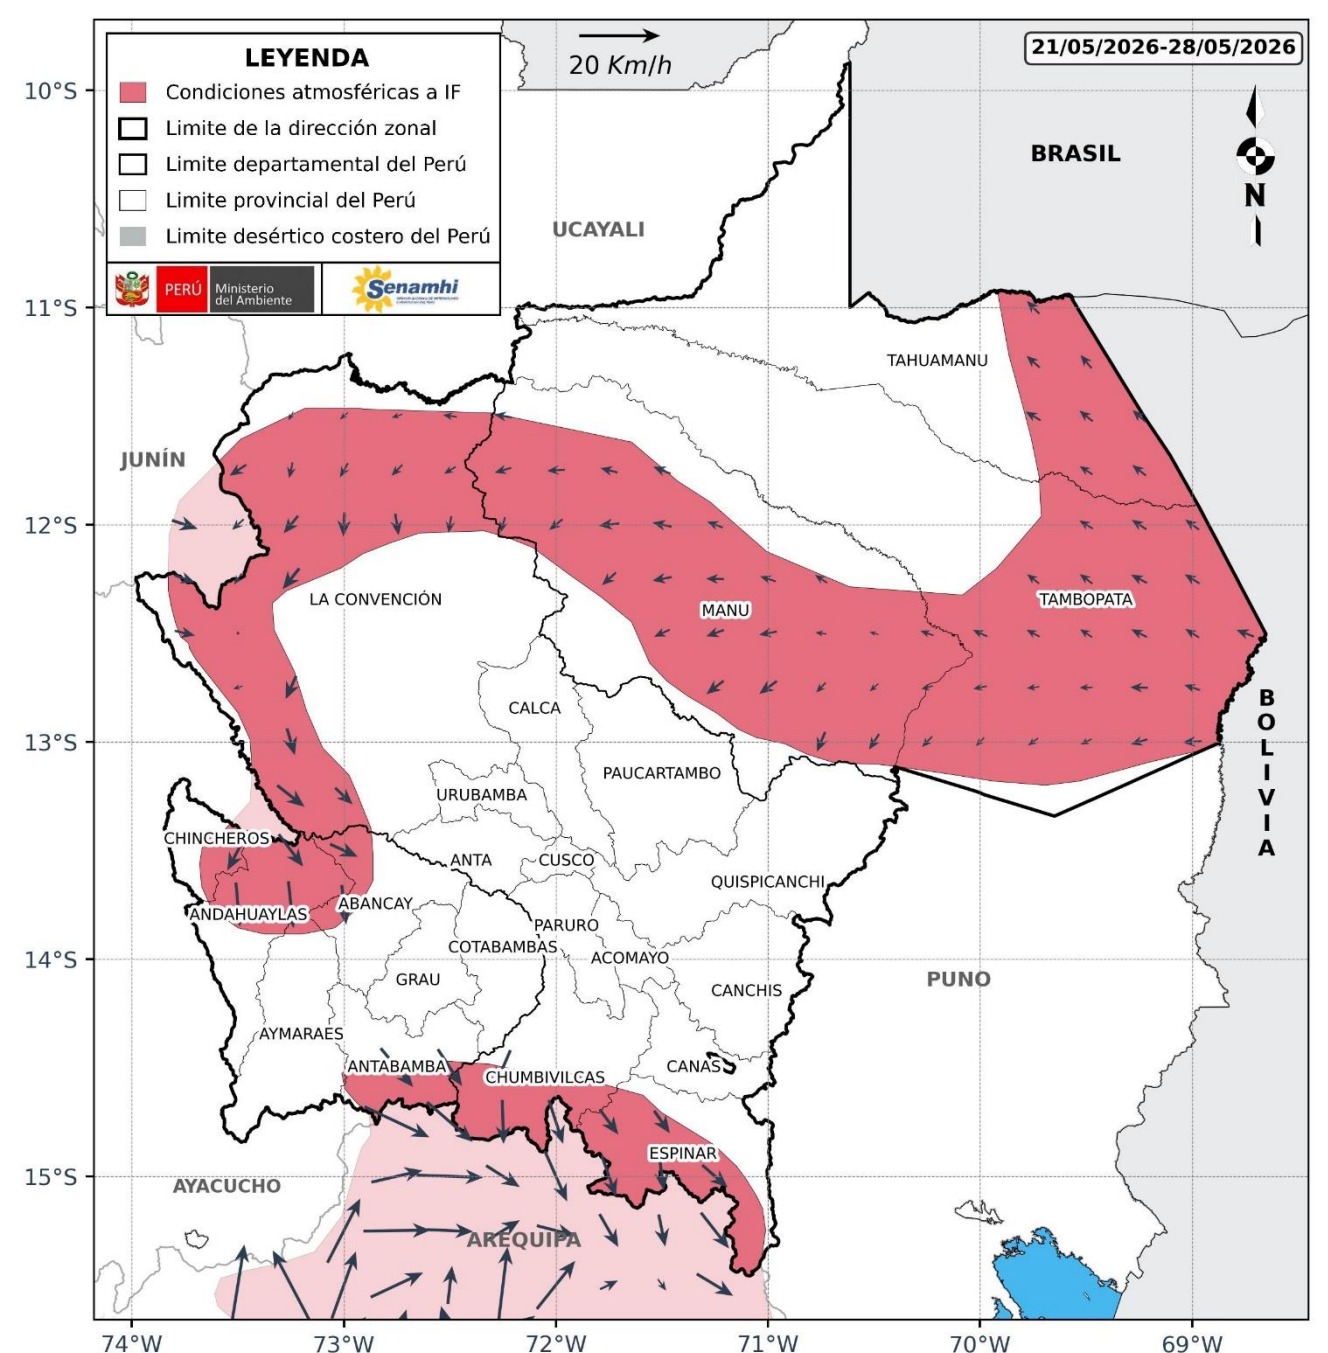 LEYENDA
Condiciones atmosféricas a IF
Limite de la dirección zonal
Limite departamental del Perú
Limite provincial del Perú
Limite desértico costero del Perú
PERÚ
Ministerio
del Ambiente
Senamhi
20 Km/h
21/05/2026-28/05/2026
N
BRASIL
UCAYALI
TAHUAMANU
JUNÍN
LA CONVENCIÓN
MANU
TAMBOPATA
BOLIVIA
CALCA
PAUCARTAMBO
URUBAMBA
CHINCHEROS
ANTA
CUSCO
QUISPICANCHI
ANDAHUAYLAS
ABANCAY
PARURO
COTABAMBAS
ACOMAYO
GRAU
CANCHIS
PUNO
AYMARAES
ANTABAMBA
CHUMBIVILCAS
CANAS
ESPINAR
AYACUCHO
AREQUIPA
10°S
11°S
12°S
13°S
14°S
15°S
74°W
73°W
72°W
71°W
70°W
69°W